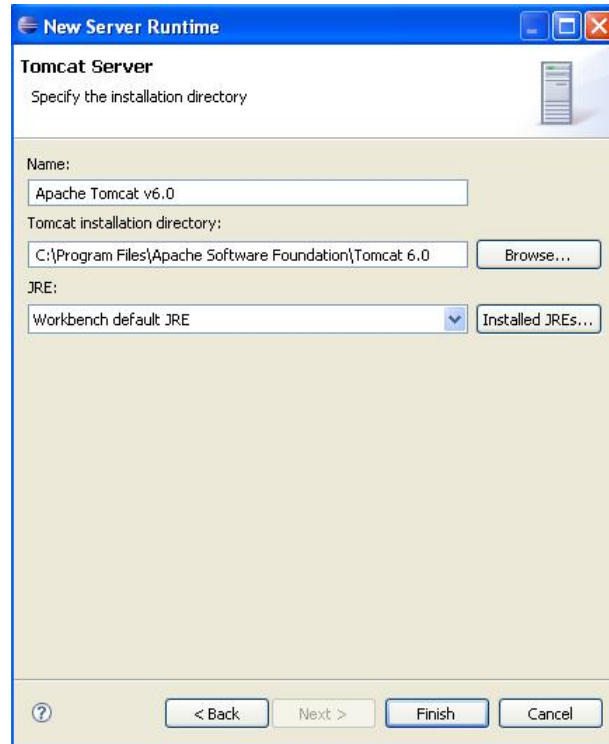 New Server Runtime
Tomcat Server
Specify the installation directory
Name:
Apache Tomcat v6.0
Tomcat installation directory:
C:\Program Files\Apache Software Foundation\Tomcat 6.0 Browse...
JRE:
Workbench default JRE Installed JREs...
? < Back Next > Finish Cancel